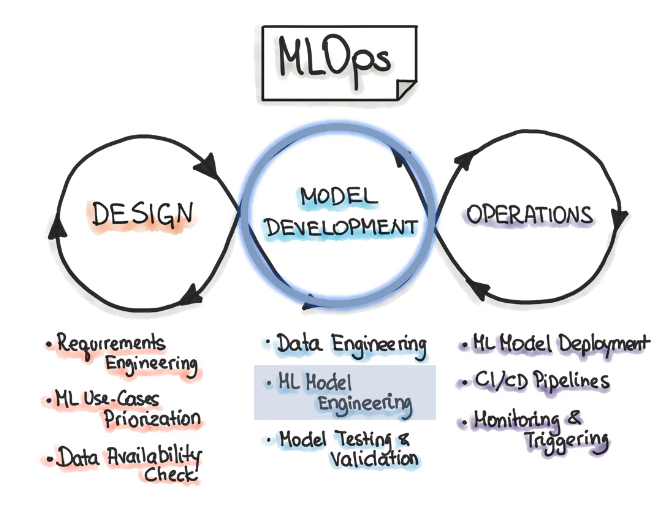 MLOps
DESIGN
MODEL
DEVELOPMENT
OPERATIONS
• Requirements
Engineering
• ML Use-Cases
Priorization
• Data Availability
Check
• Data Engineering
• ML Model
Engineering
• Model Testing &
Validation
• ML Model Deployment
• CI/CD Pipelines
• Monitoring &
Triggering